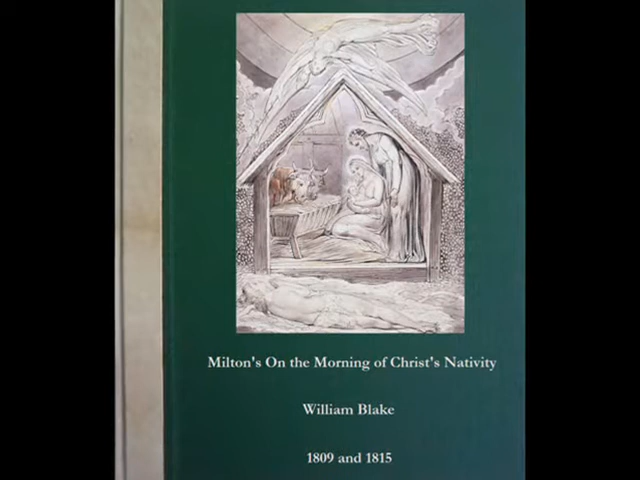 Milton's On the Morning of Christ's Nativity
William Blake
1809 and 1815